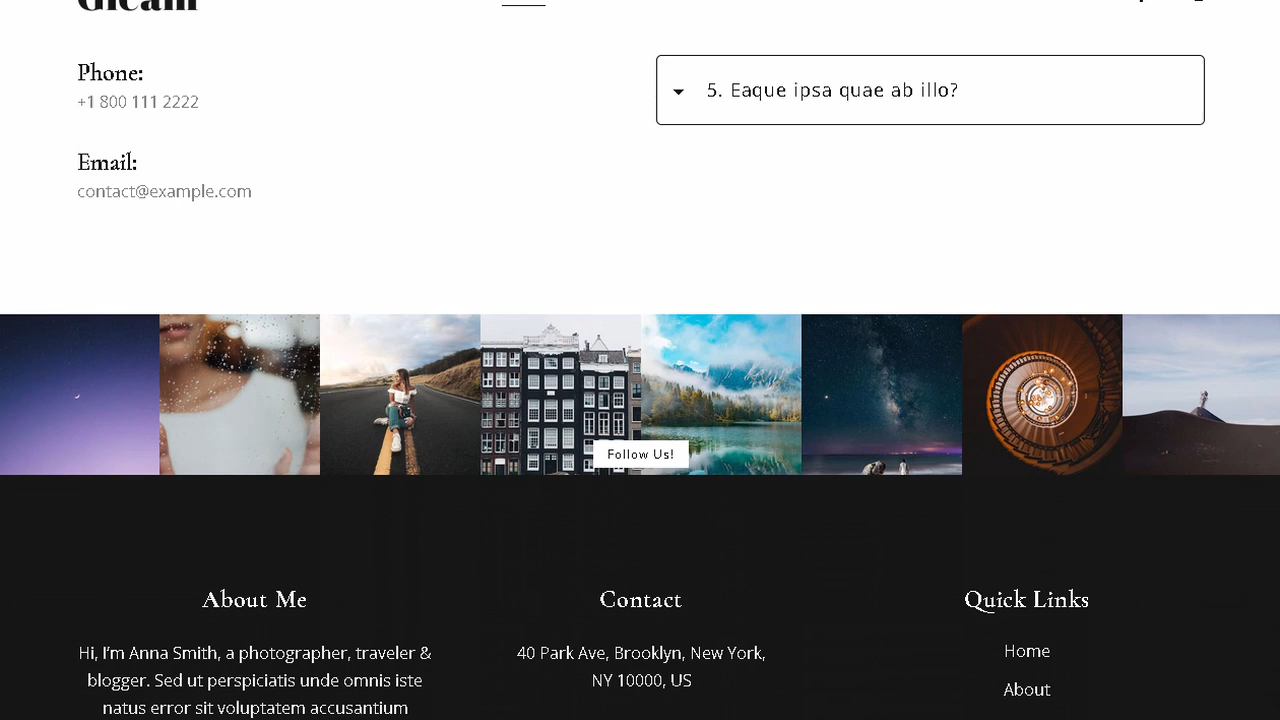 Gleam
Phone:
+1 800 111 2222
Email:
contact@example.com
5. Eaque ipsa quae ab illo?
Follow Us!
About Me
Hi, I'm Anna Smith, a photographer, traveler &
blogger. Sed ut perspiciatis unde omnis iste
natus error sit voluptatem accusantium
Contact
40 Park Ave, Brooklyn, New York,
NY 10000, US
Quick Links
Home
About